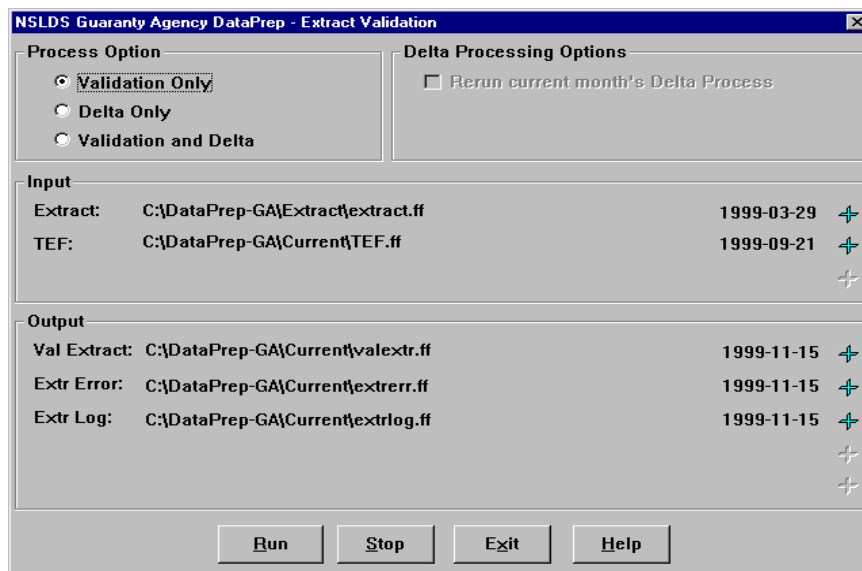 NSLDS Guaranty Agency DataPrep - Extract Validation
Process Option
Validation Only
Delta Only
Validation and Delta
Delta Processing Options
Rerun current month's Delta Process
Input
Extract: C:\DataPrep-GA\Extract\extract.ff 1999-03-29
TEF: C:\DataPrep-GA\Current\TEF.ff 1999-09-21
Output
Val Extract: C:\DataPrep-GA\Current\valextr.ff 1999-11-15
Extr Error: C:\DataPrep-GA\Current\extrerr.ff 1999-11-15
Extr Log: C:\DataPrep-GA\Current\extrlog.ff 1999-11-15
Run Stop Exit Help